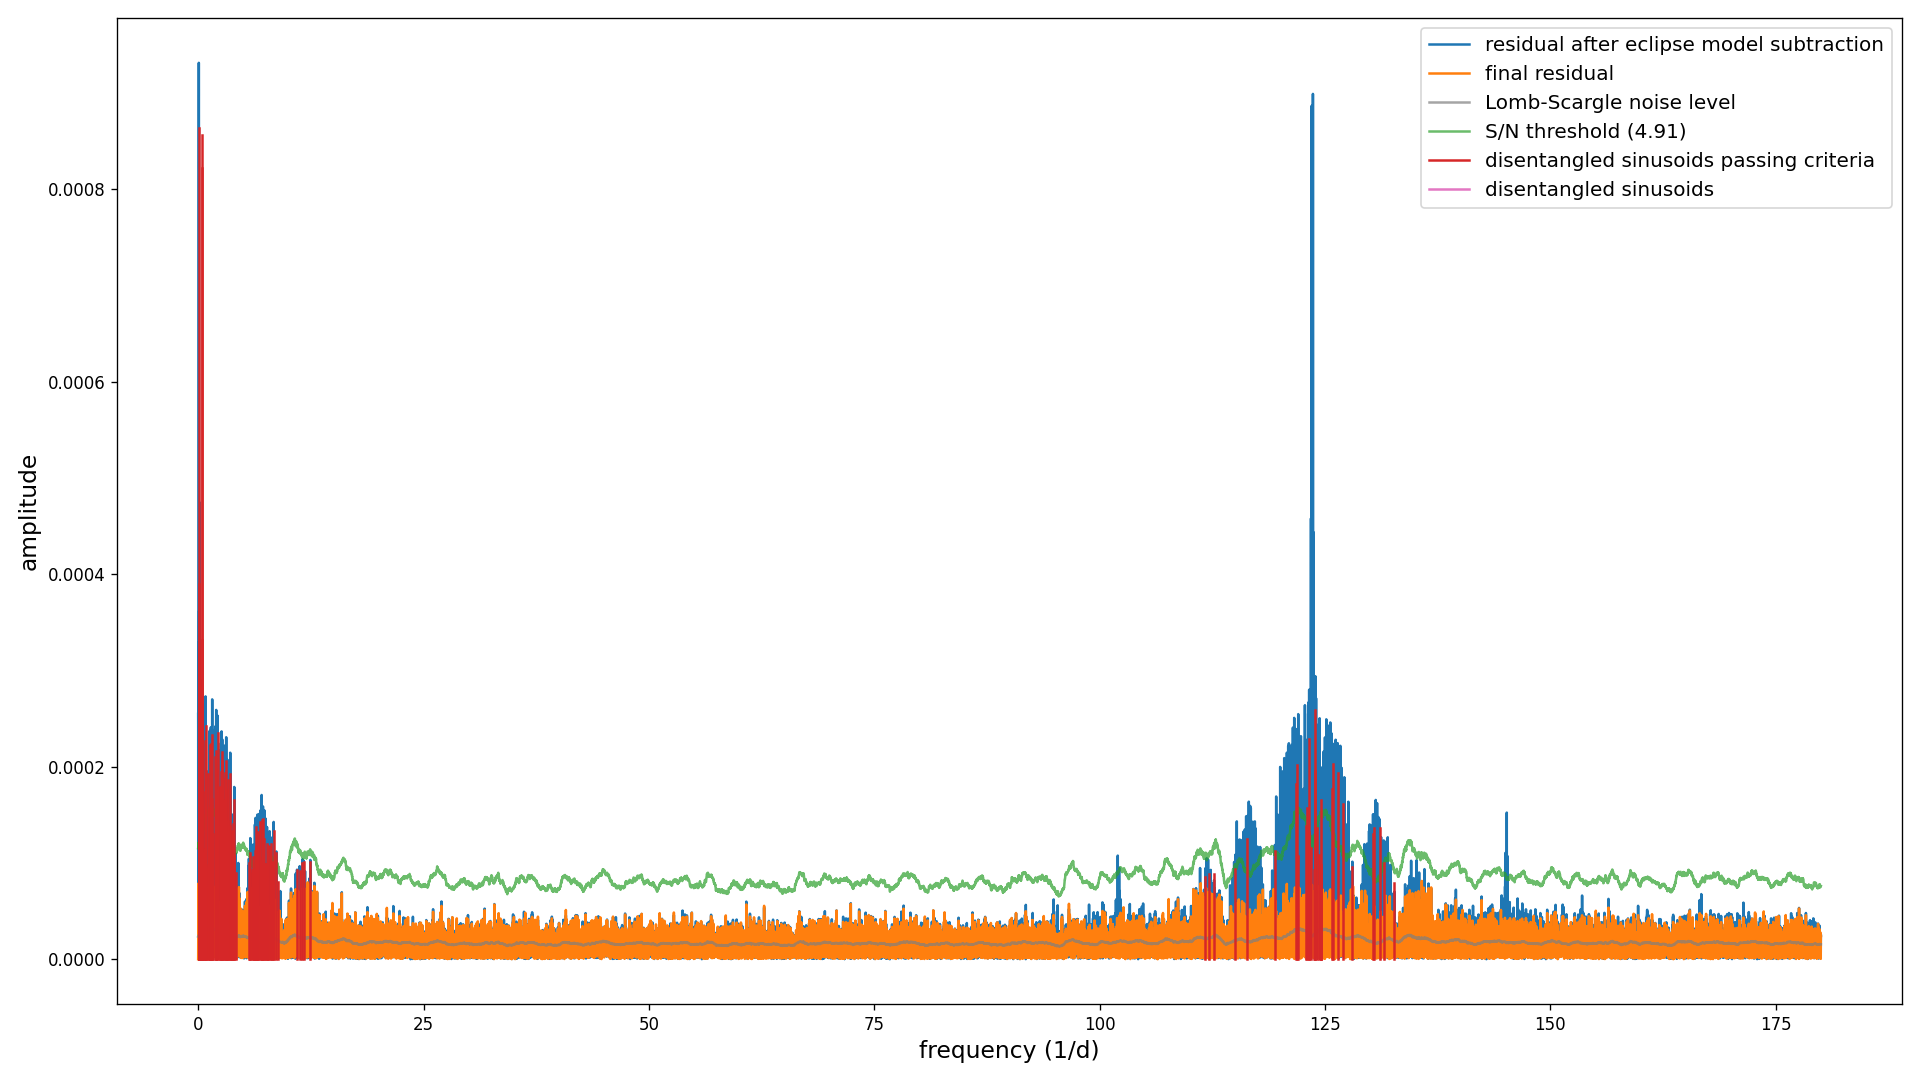 residual after eclipse model subtraction
final residual
Lomb-Scargle noise level
S/N threshold (4.91)
disentangled sinusoids passing criteria
disentangled sinusoids
amplitude
0.0008
0.0006
0.0004
0.0002
0.0000
0 25 50 75 100 125 150 175
frequency (1/d)